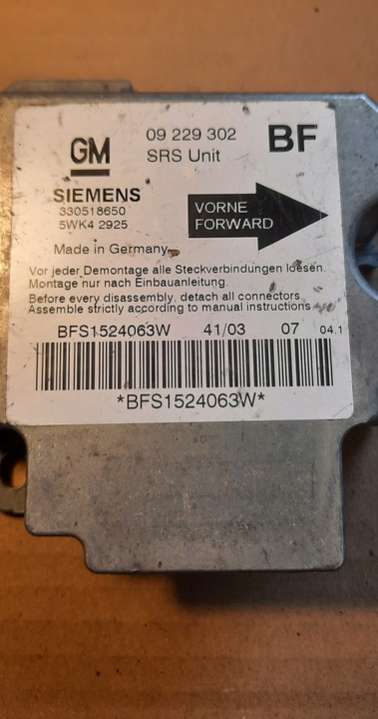 GM
09 229 302
SRS Unit
BF
SIEMENS
330518650
5WK4 2925
VORNE
FORWARD
Made in Germany
Vor jeder Demontage alle Steckverbindungen loesen.
Montage nur nach Einbauanleitung.
Before every disassembly, detach all connectors
Assemble strictly according to manual instructions
BFS1524063W 41/03 07 04.1
*BFS1524063W*